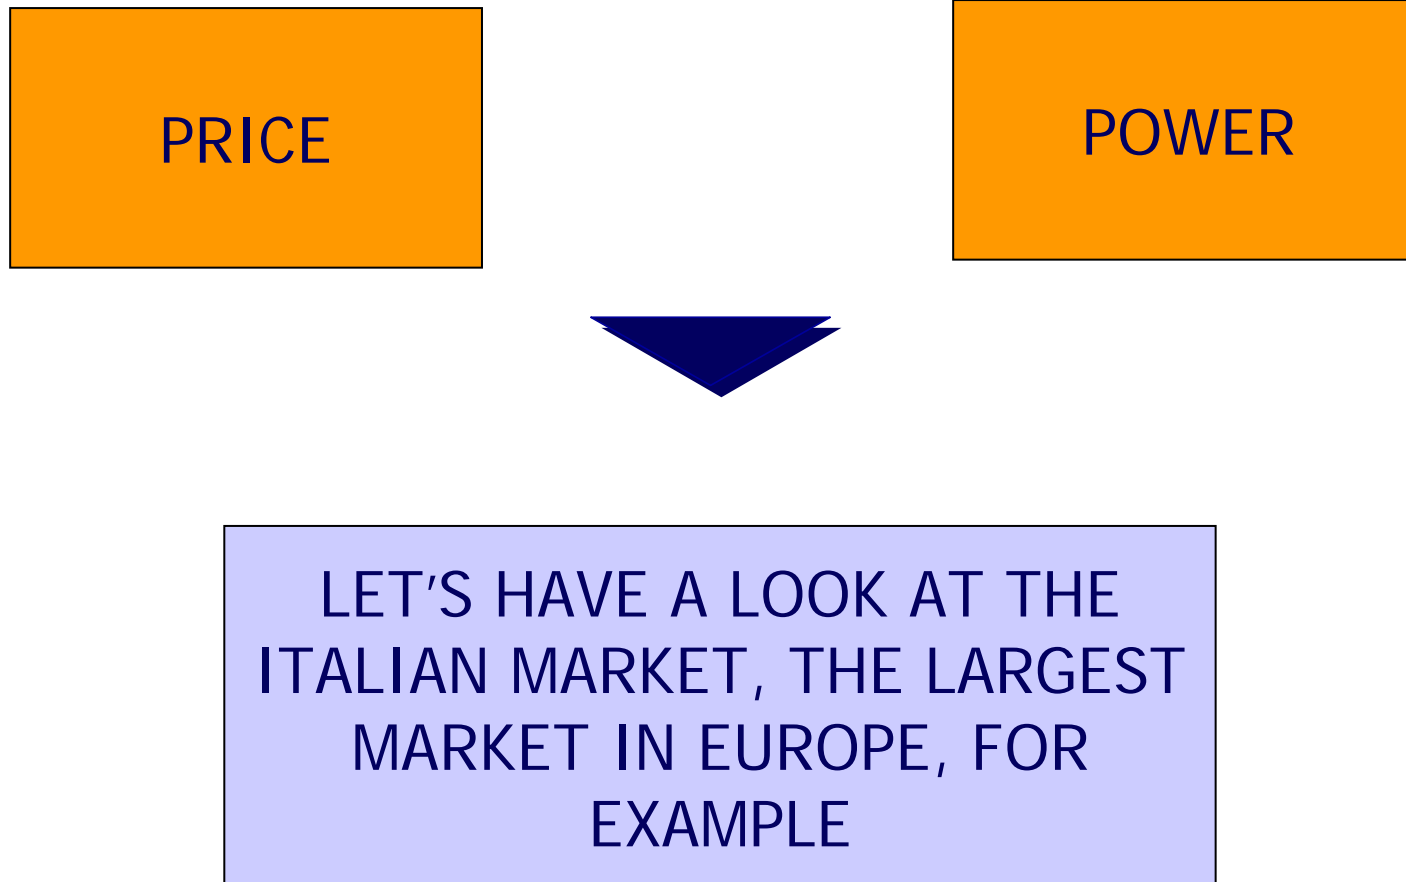 PRICE
POWER
LET’S HAVE A LOOK AT THE
ITALIAN MARKET, THE LARGEST
MARKET IN EUROPE, FOR
EXAMPLE